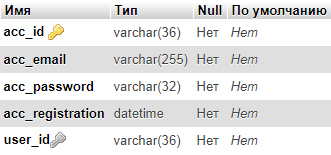 Имя Тип Null По умолчанию
acc_id varchar(36) Нет Нет
acc_email varchar(255) Нет Нет
acc_password varchar(32) Нет Нет
acc_registration datetime Нет Нет
user_id varchar(36) Нет Нет